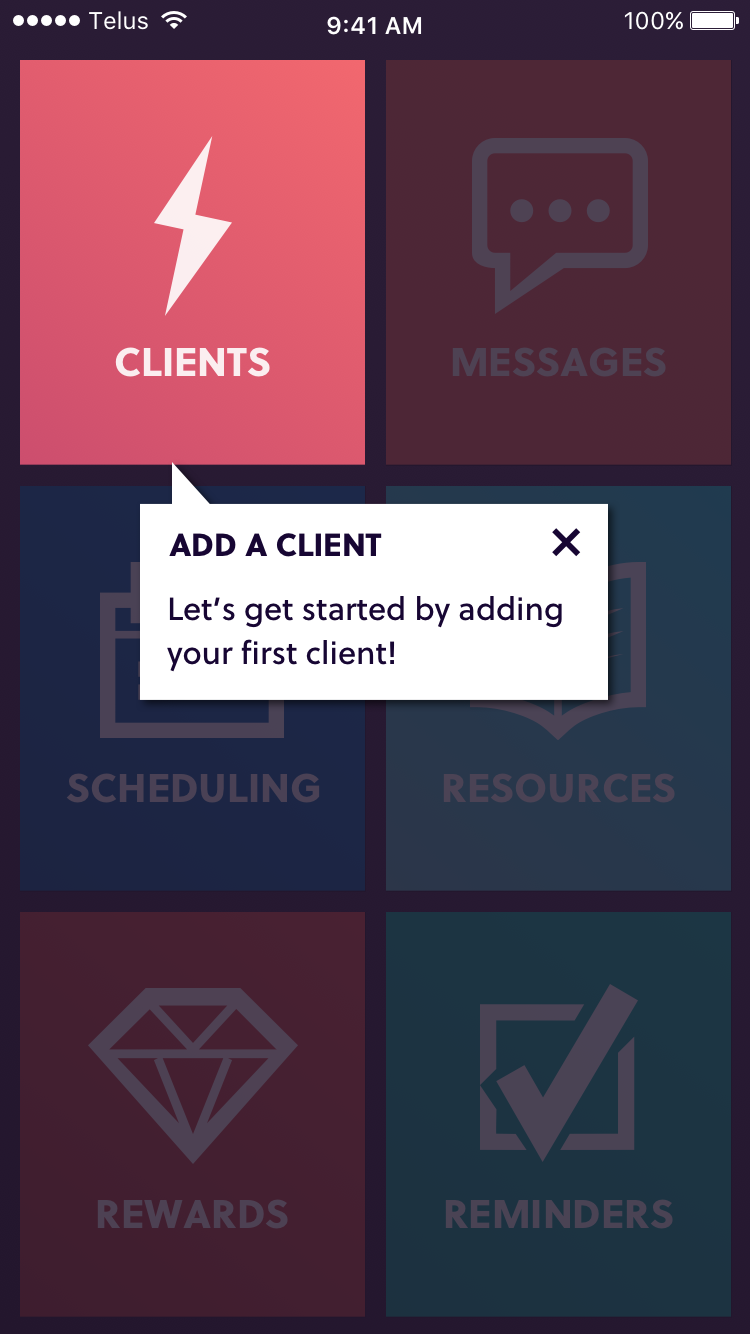 Telus 9:41 AM 100%
CLIENTS MESSAGES
ADD A CLIENT
Let’s get started by adding
your first client!
SCHEDULING RESOURCES
REWARDS REMINDERS